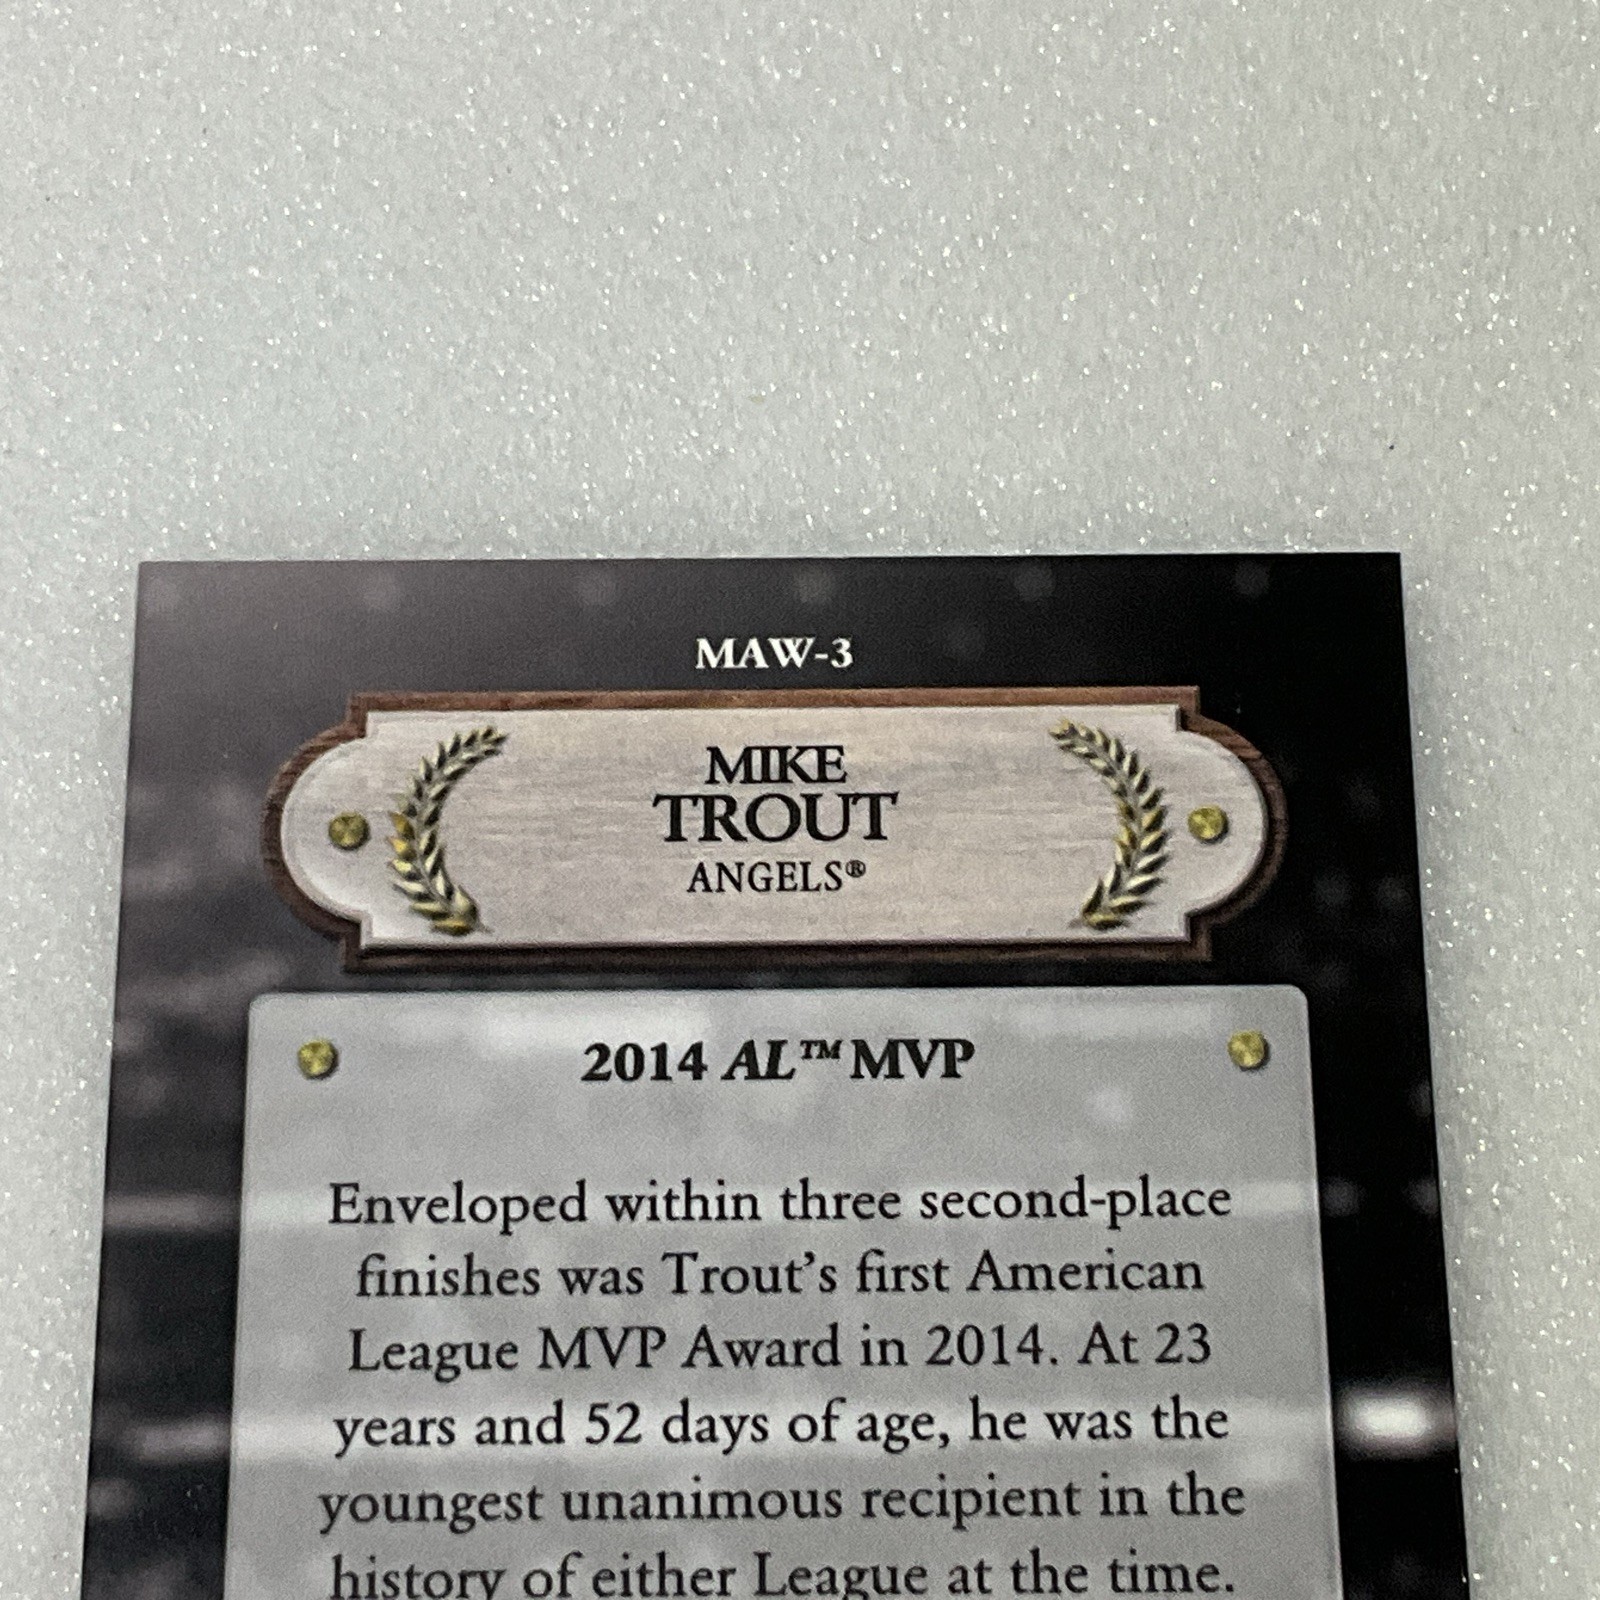 MAW-3
MIKE
TROUT
ANGELS®
2014 AL™ MVP
Enveloped within three second-place
finishes was Trout's first American
League MVP Award in 2014. At 23
years and 52 days of age, he was the
youngest unanimous recipient in the
history of either League at the time.